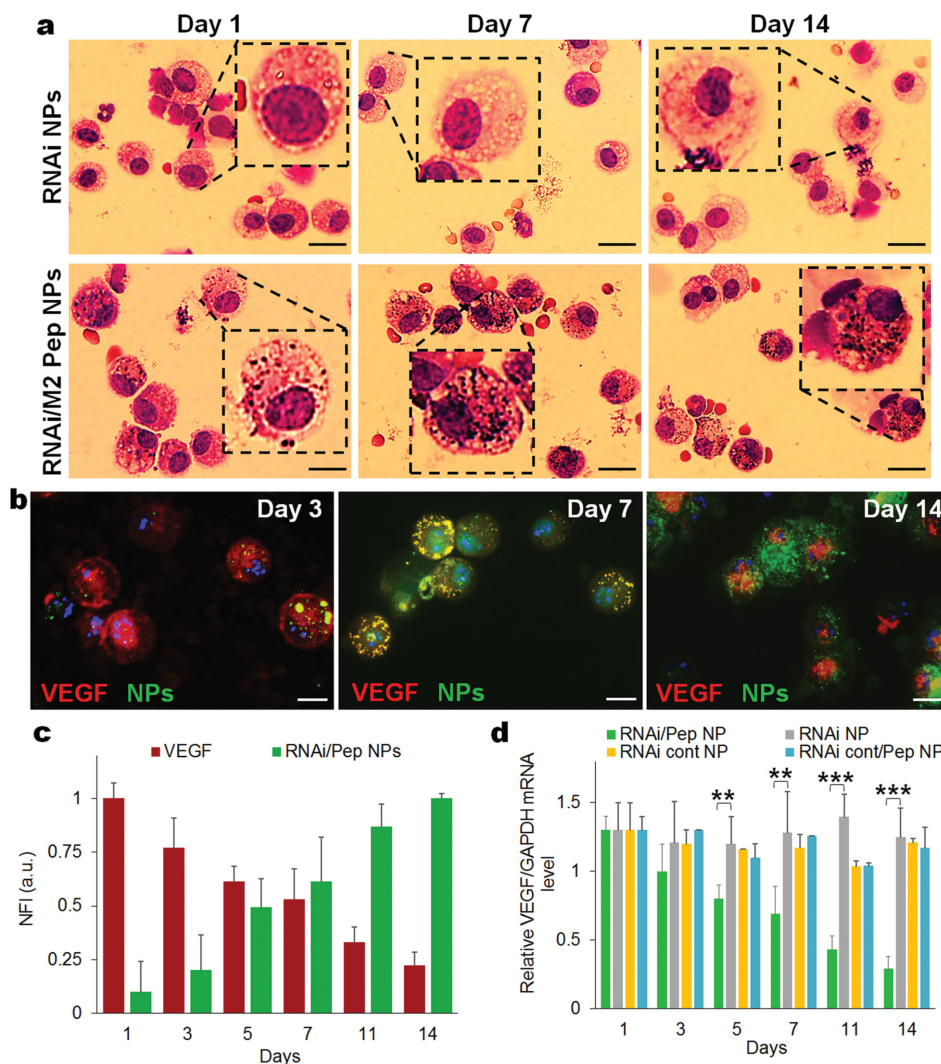 a
Day 1
Day 7
Day 14
RNAi NPs
RNAi/M2 Pep NPs
b
Day 3
Day 7
Day 14
VEGF NPs
VEGF NPs
VEGF NPs
c
VEGF
RNAi/Pep NPs
NFI (a.u.)
1
0.75
0.5
0.25
0
1 3 5 7 11 14
Days
d
RNAi/Pep NP
RNAi NP
RNAi cont NP
RNAi cont/Pep NP
Relative VEGF/GAPDH mRNA
level
1.5
1
0.5
0
**
**
***
***
1 3 5 7 11 14
Days